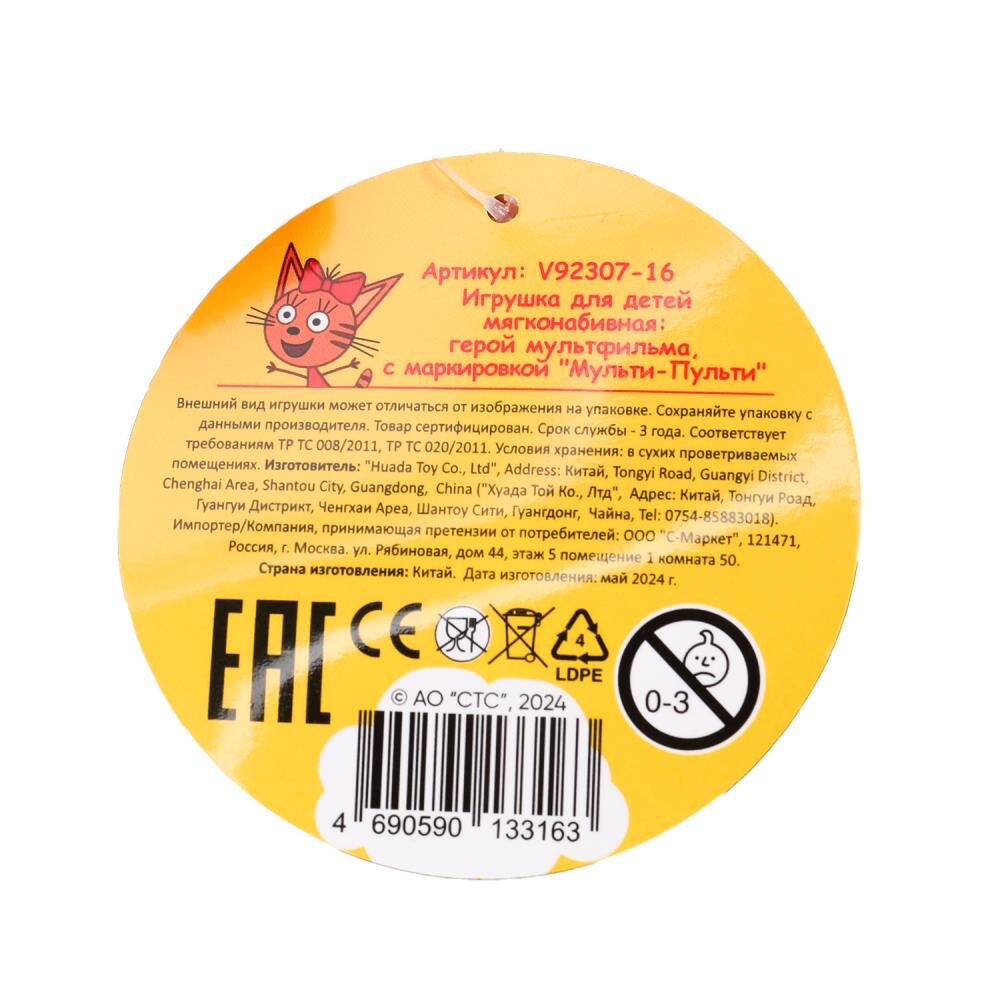 Артикул: V92307-16
Игрушка для детей
мягконабивная:
герой мультфильма,
с маркировкой "Мульти-Пульти"
Внешний вид игрушки может отличаться от изображения на упаковке. Сохраняйте упаковку с
данными производителя. Товар сертифицирован. Срок службы - 3 года. Соответствует
требованиям ТР ТС 008/2011, ТР ТС 020/2011. Условия хранения: в сухих проветриваемых
помещениях. Изготовитель: "Huada Toy Co., Ltd", Address: Китай, Tongyi Road, Guangyi District,
Chenghai Area, Shantou City, Guangdong, China ("Хуада Той Ко., Лтд", Адрес: Китай, Тонгуи Роад,
Гуангуи Дистрикт, ЧенгхаиАреа, Шантоу Сити, Гуангдонг, Чайна, Tel: 0754-85883018).
Импортер/Компания, принимающая претензии от потребителей: ООО "С-Маркет", 121471,
Россия, г. Москва. ул. Рябиновая, дом 44, этаж 5 помещение 1 комната 50.
Страна изготовления: Китай. Дата изготовления: май 2024 г.
EAC CE
4
LDPE
0-3
© АО "СТС", 2024
4 690590 133163